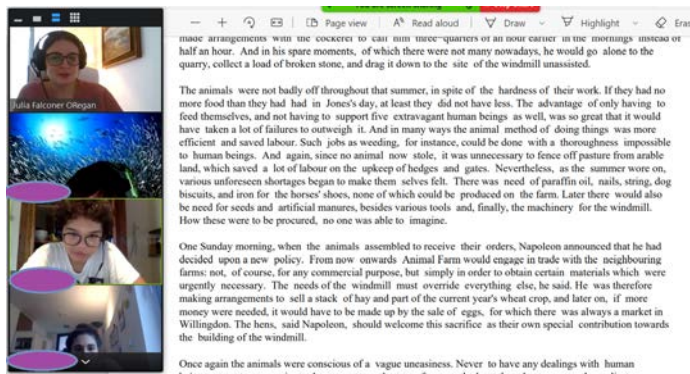 Page view
Read aloud
Draw
Highlight
made arrangements with the cockerel to call him three-quarters of an hour earlier in the mornings instead of
half an hour. And in his spare moments, of which there were not many nowadays, he would go alone to the
quarry, collect a load of broken stone, and drag it down to the site of the windmill unassisted.
The animals were not badly off throughout that summer, in spite of the hardness of their work. If they had no
more food than they had had in Jones's day, at least they did not have less. The advantage of only having to
feed themselves, and not having to support five extravagant human beings as well, was so great that it would
have taken a lot of failures to outweigh it. And in many ways the animal method of doing things was more
efficient and saved labour. Such jobs as weeding, for instance, could be done with a thoroughness impossible
to human beings. And again, since no animal now stole, it was unnecessary to fence off pasture from arable
land, which saved a lot of labour on the upkeep of hedges and gates. Nevertheless, as the summer wore on,
various unforeseen shortages began to make them selves felt. There was need of paraffin oil, nails, string, dog
biscuits, and iron for the horses' shoes, none of which could be produced on the farm. Later there would also
be need for seeds and artificial manures, besides various tools and, finally, the machinery for the windmill.
How these were to be procured, no one was able to imagine.
One Sunday morning, when the animals assembled to receive their orders, Napoleon announced that he had
decided upon a new policy. From now onwards Animal Farm would engage in trade with the neighbouring
farms: not, of course, for any commercial purpose, but simply in order to obtain certain materials which were
urgently necessary. The needs of the windmill must override everything else, he said. He was therefore
making arrangements to sell a stack of hay and part of the current year's wheat crop, and later on, if more
money were needed, it would have to be made up by the sale of eggs, for which there was always a market in
Willingdon. The hens, said Napoleon, should welcome this sacrifice as their own special contribution towards
the building of the windmill.
Once again the animals were conscious of a vague uneasiness. Never to have any dealings with human
Julia Falconer ORegan